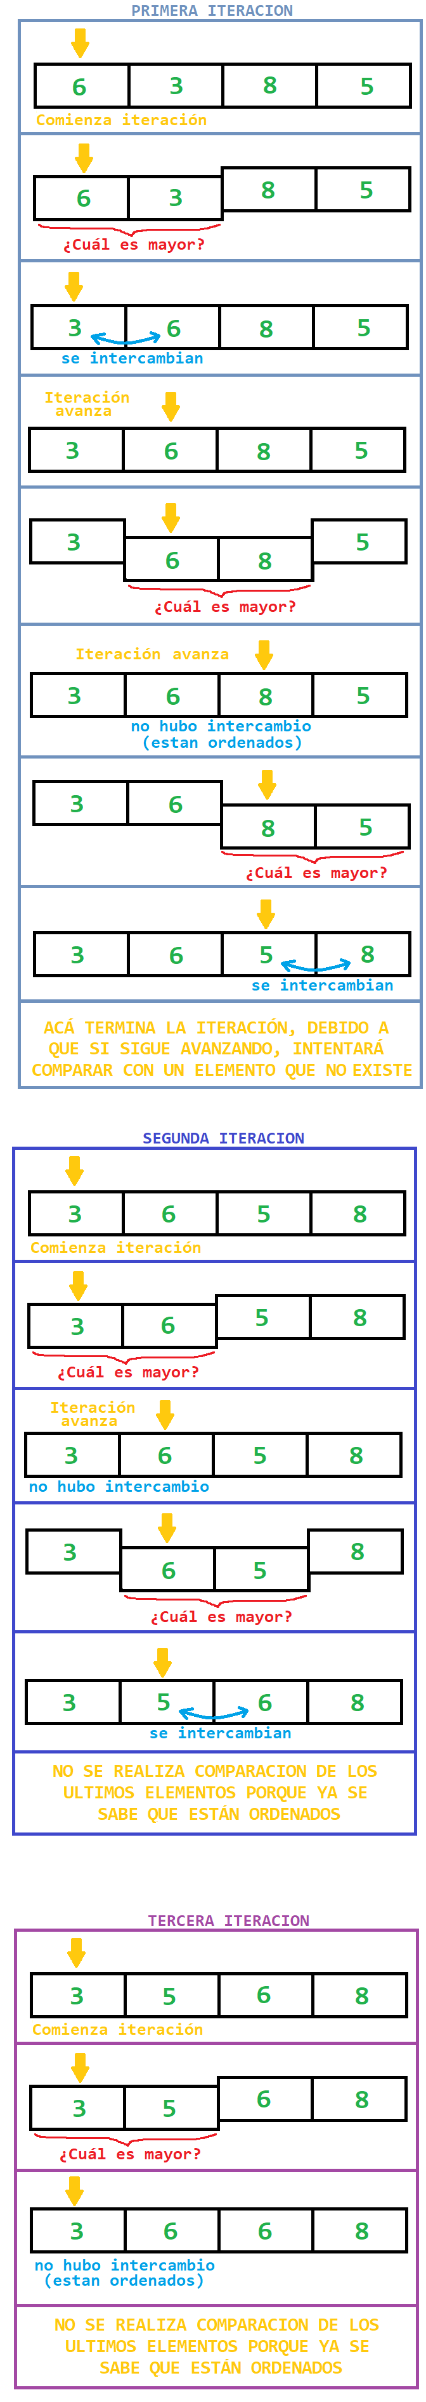 PRIMERA ITERACION
6 3 8 5
Comienza iteración
6 3 8 5
¿Cuál es mayor?
3 6 8 5
se intercambian
Iteración
avanza
3 6 8 5
3 6 8 5
¿Cuál es mayor?
Iteración avanza
3 6 8 5
no hubo intercambio
(estan ordenados)
3 6 8 5
¿Cuál es mayor?
3 6 5 8
se intercambian
ACÁ TERMINA LA ITERACIÓN, DEBIDO A
QUE SI SIGUE AVANZANDO, INTENTARÁ
COMPARAR CON UN ELEMENTO QUE NO EXISTE
SEGUNDA ITERACION
3 6 5 8
Comienza iteración
3 6 5 8
¿Cuál es mayor?
Iteración
avanza
3 6 5 8
no hubo intercambio
3 6 5 8
¿Cuál es mayor?
3 5 6 8
se intercambian
NO SE REALIZA COMPARACION DE LOS
ULTIMOS ELEMENTOS PORQUE YA SE
SABE QUE ESTÁN ORDENADOS
TERCERA ITERACION
3 5 6 8
Comienza iteración
3 5 6 8
¿Cuál es mayor?
3 6 6 8
no hubo intercambio
(estan ordenados)
NO SE REALIZA COMPARACION DE LOS
ULTIMOS ELEMENTOS PORQUE YA SE
SABE QUE ESTÁN ORDENADOS